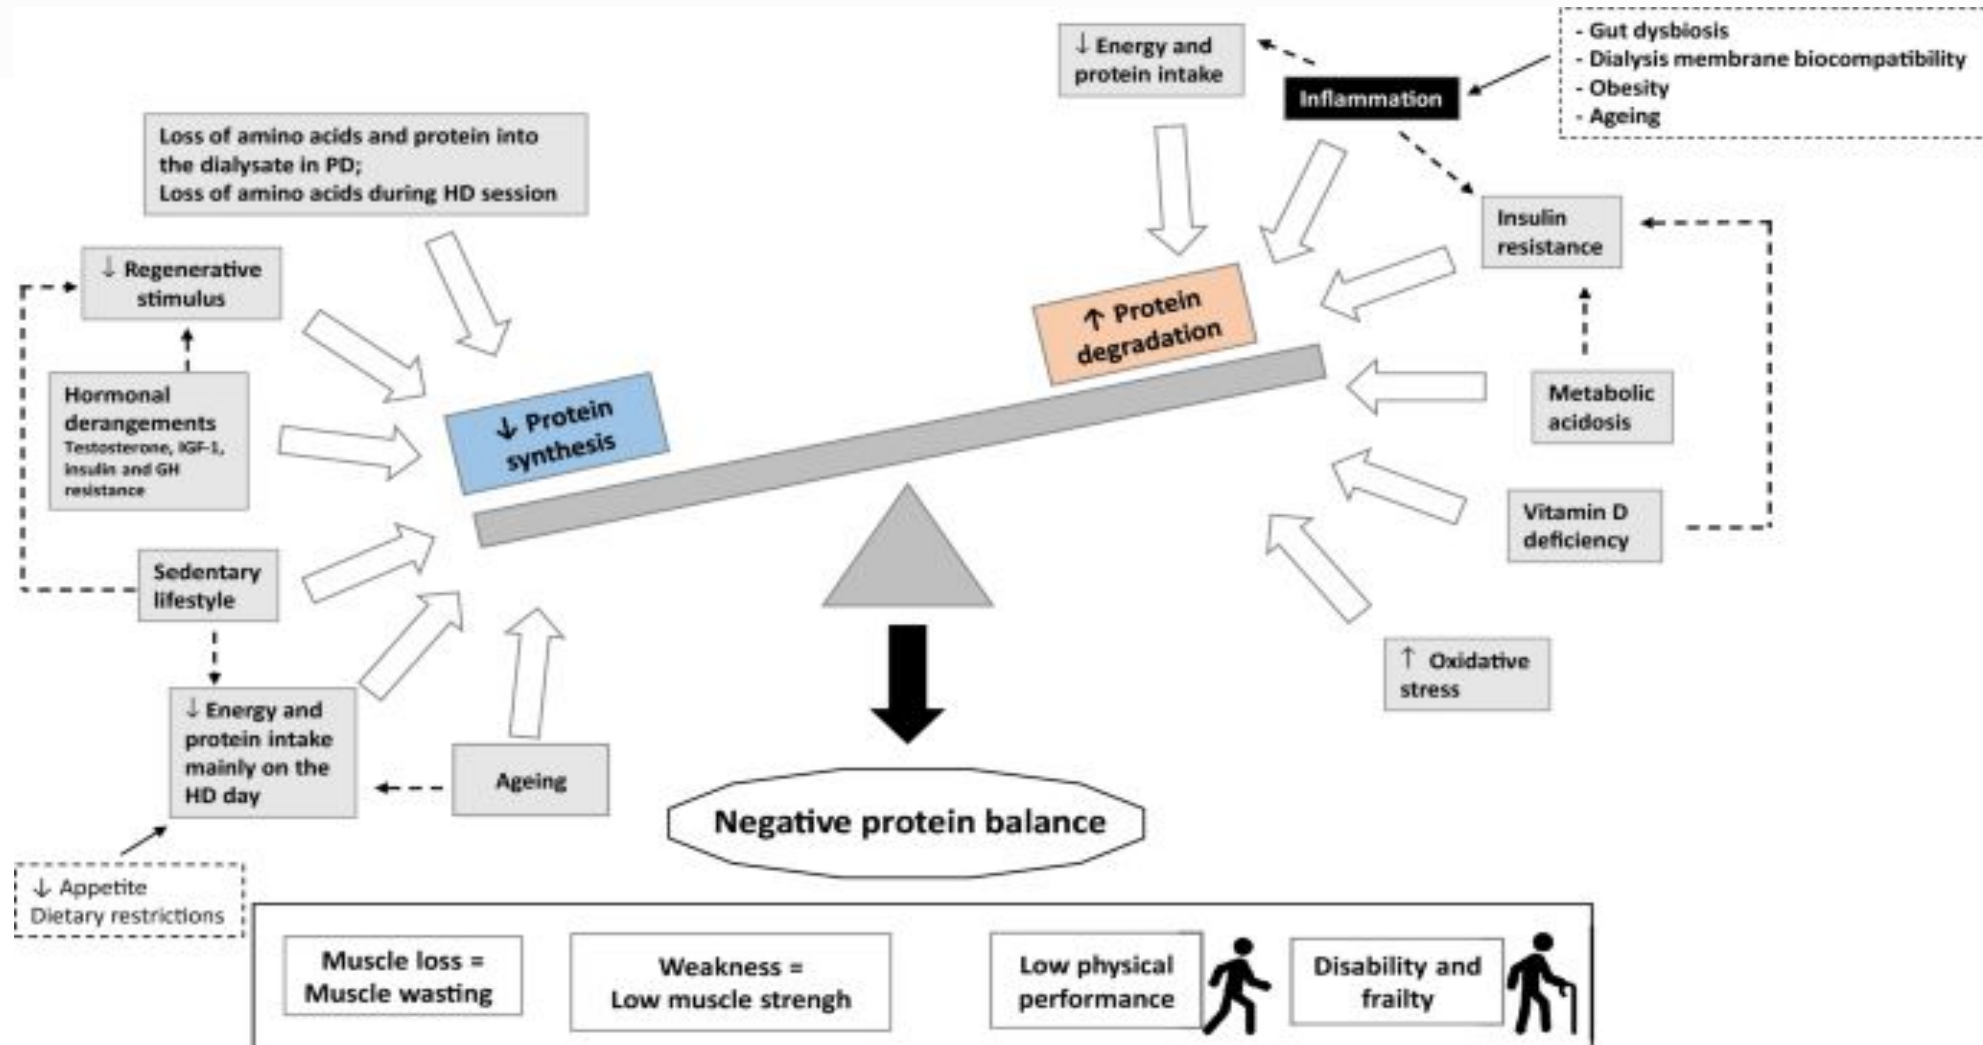 ↓ Energy and
protein intake
Inflammation
- Gut dysbiosis
- Dialysis membrane biocompatibility
- Obesity
- Ageing
Loss of amino acids and protein into
the dialysate in PD;
Loss of amino acids during HD session
Insulin
resistance
↓ Regenerative
stimulus
↑ Protein
degradation
Hormonal
derangements
Testosterone, IGF-1,
insulin and GH
resistance
↓ Protein
synthesis
Metabolic
acidosis
Vitamin D
deficiency
Sedentary
lifestyle
↑ Oxidative
stress
↓ Energy and
protein intake
mainly on the
HD day
Ageing
Negative protein balance
↓ Appetite
Dietary restrictions
Muscle loss =
Muscle wasting
Weakness =
Low muscle strengh
Low physical
performance
Disability and
frailty